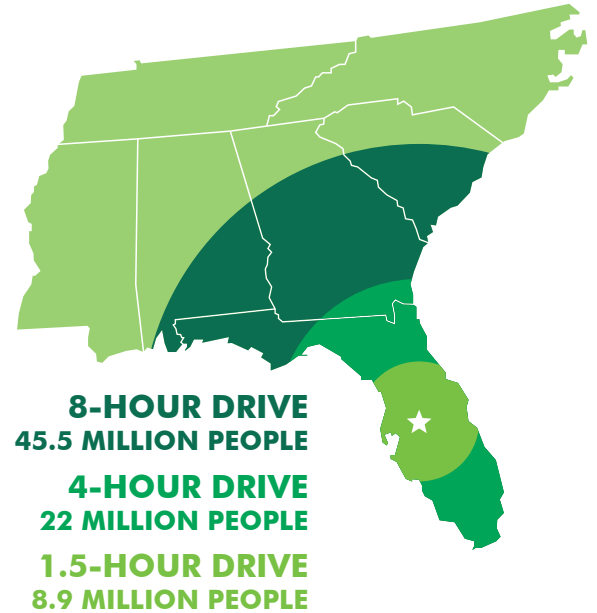 8-HOUR DRIVE
45.5 MILLION PEOPLE
4-HOUR DRIVE
22 MILLION PEOPLE
1.5-HOUR DRIVE
8.9 MILLION PEOPLE